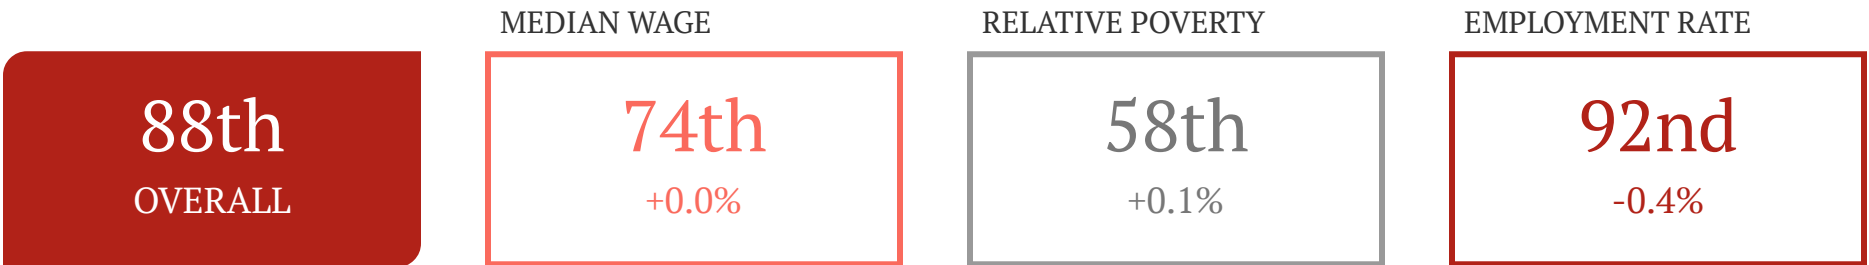 88th
OVERALL
MEDIAN WAGE
74th
+0.0%
RELATIVE POVERTY
58th
+0.1%
EMPLOYMENT RATE
92nd
-0.4%